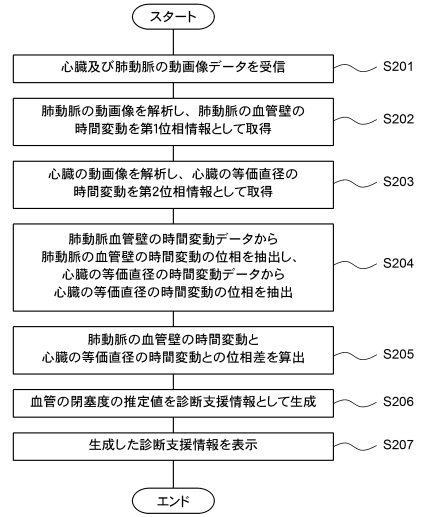 スタート
心臓及び肺動脈の動画像データを受信
S201
肺動脈の動画像を解析し、肺動脈の血管壁の
時間変動を第1位相情報として取得
S202
心臓の動画像を解析し、心臓の等価直径の
時間変動を第2位相情報として取得
S203
肺動脈血管壁の時間変動データから
肺動脈の血管壁の時間変動の位相を抽出し、
心臓の等価直径の時間変動データから
心臓の等価直径の時間変動の位相を抽出
S204
肺動脈の血管壁の時間変動と
心臓の等価直径の時間変動との位相差を算出
S205
血管の閉塞度の推定値を診断支援情報として生成
S206
生成した診断支援情報を表示
S207
エンド